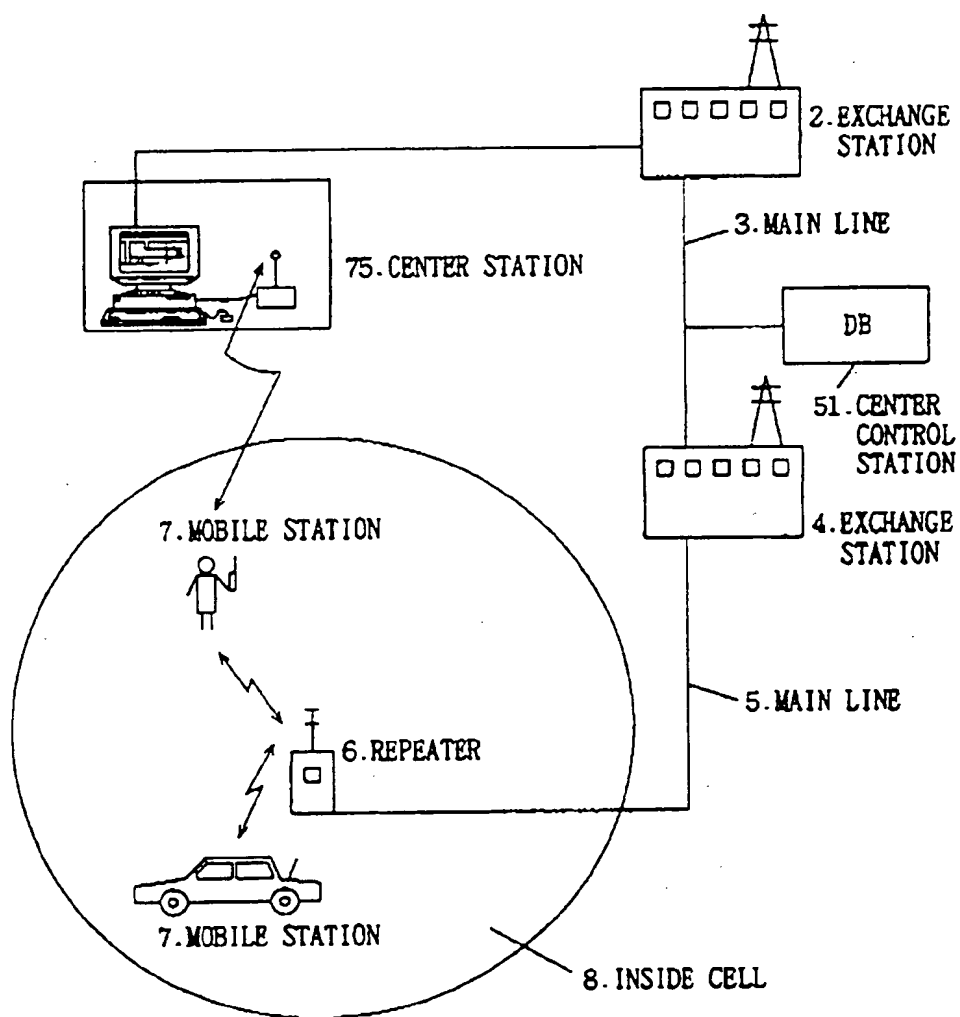 2.EXCHANGE
STATION
3.MAIN LINE
75.CENTER STATION
DB
51.CENTER
CONTROL
STATION
7.MOBILE STATION
4.EXCHANGE
STATION
5.MAIN LINE
6.REPEATER
7.MOBILE STATION
8.INSIDE CELL